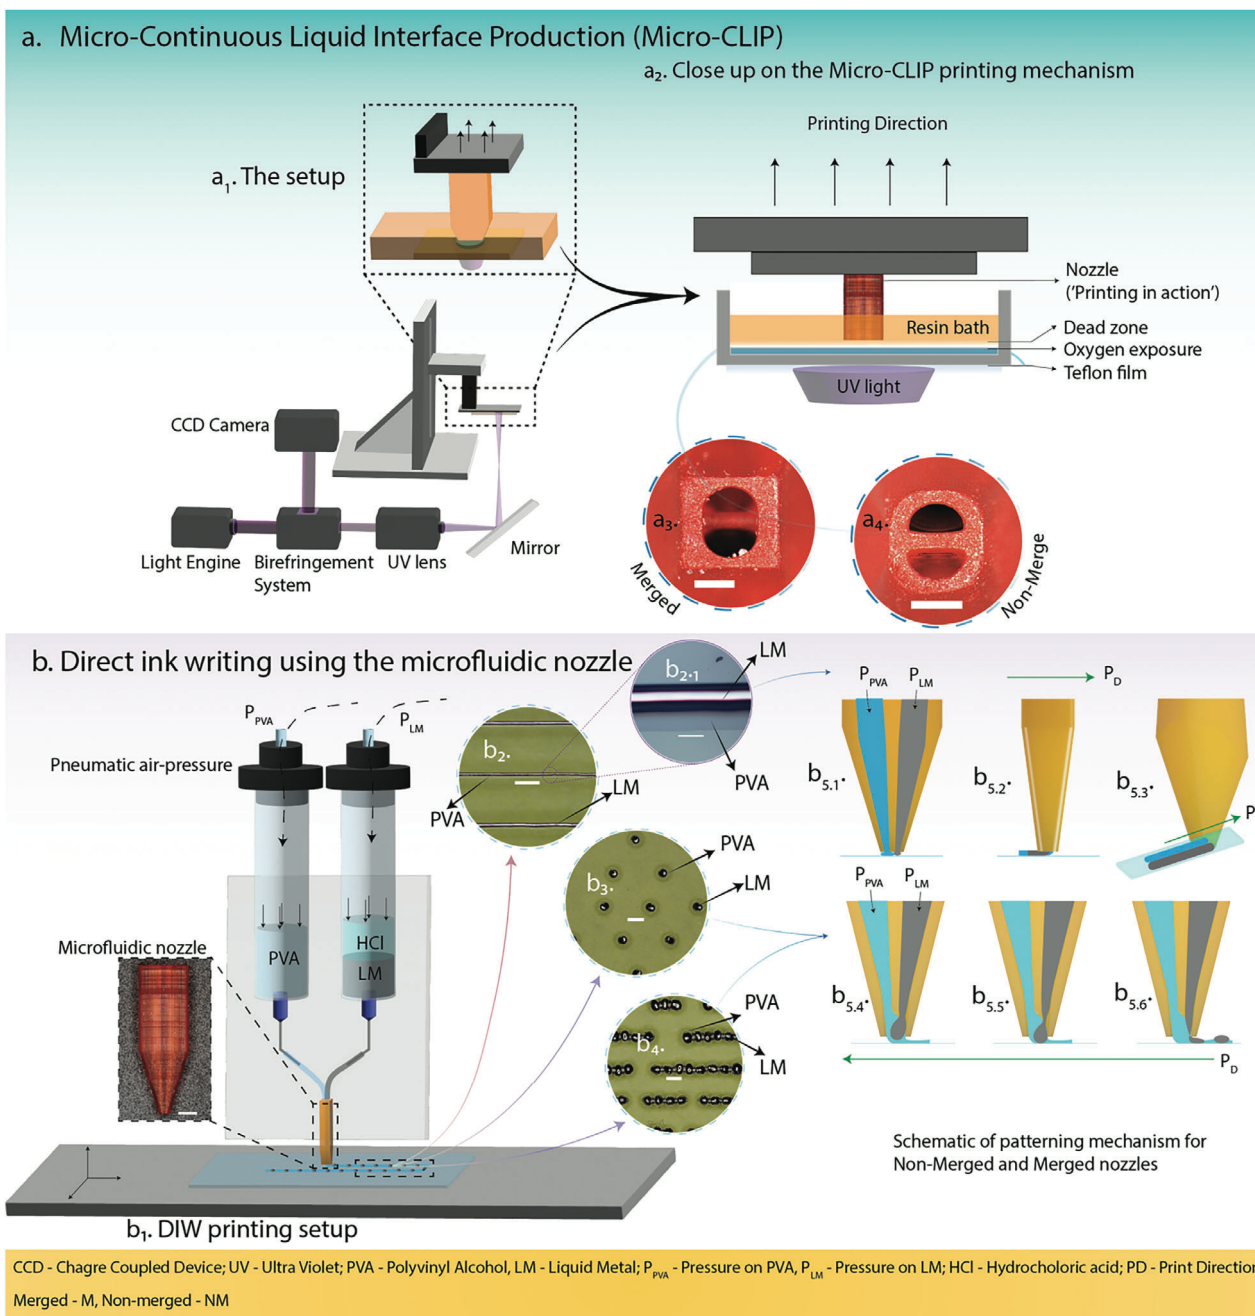 a. Micro-Continuous Liquid Interface Production (Micro-CLIP)
a2. Close up on the Micro-CLIP printing mechanism
Printing Direction
a1. The setup
Nozzle
('Printing in action')
Resin bath
Dead zone
Oxygen exposure
Teflon film
UV light
CCD Camera
a3.
a4.
Merged
Non-Merge
Mirror
Light Engine
Birefringement
System
UV lens
b. Direct ink writing using the microfluidic nozzle
LM
b2.1
PVA
PPVA
PLM
Pneumatic air-pressure
b2.
PVA
LM
PPVA
PLM
PD
b5.1.
b5.2.
b5.3.
P
PVA
b3.
LM
PPVA
PLM
Microfluidic nozzle
PVA
HCl
LM
b5.4.
b5.5.
b5.6.
PVA
b4.
LM
PD
Schematic of patterning mechanism for
Non-Merged and Merged nozzles
b1. DIW printing setup
CCD - Chagre Coupled Device; UV - Ultra Violet; PVA - Polyvinyl Alcohol, LM - Liquid Metal; PPVA - Pressure on PVA, PLM - Pressure on LM; HCl - Hydrocholoric acid; PD - Print Direction
Merged - M, Non-merged - NM